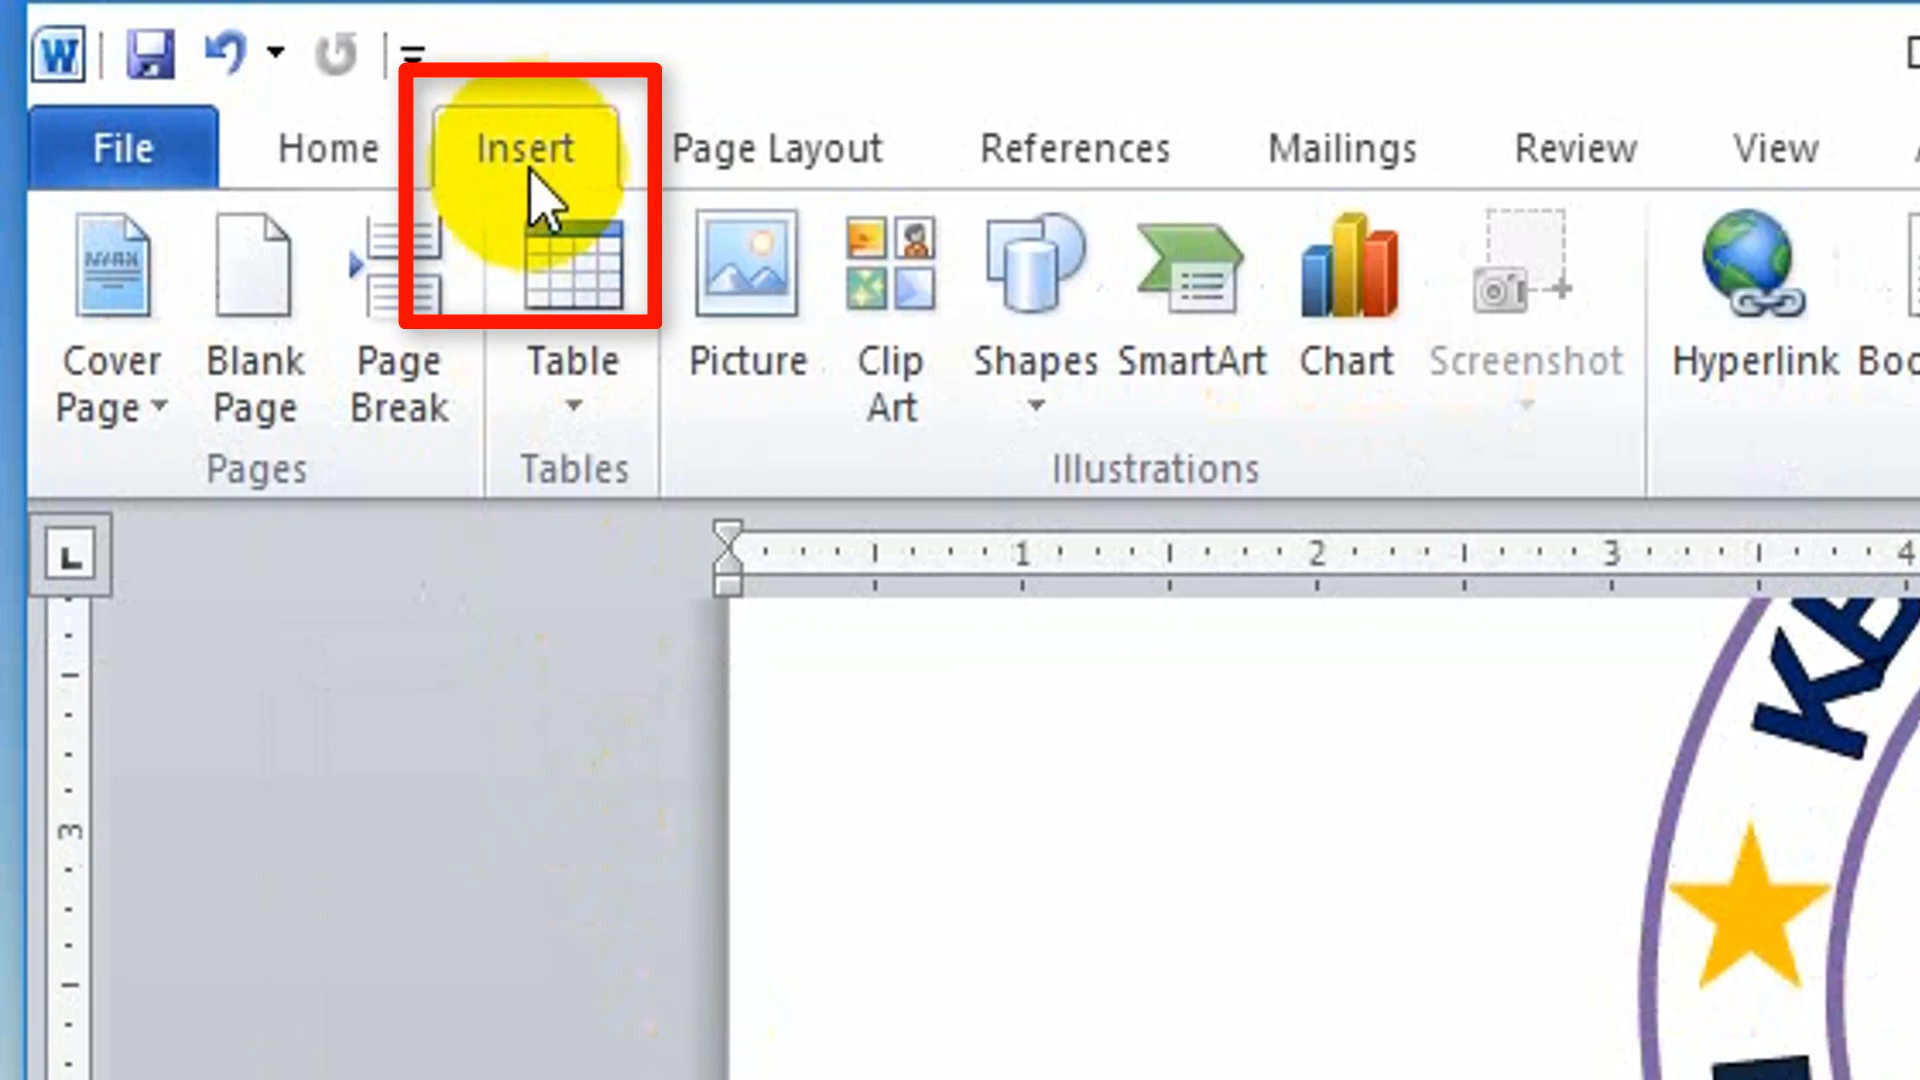 W
File Home Insert Page Layout References Mailings Review View
Cover Page
Blank Page
Page Break
Table
Picture
Clip Art
Shapes
SmartArt
Chart
Screenshot
Hyperlink
Pages
Tables
Illustrations
L
1 2 3 4
3